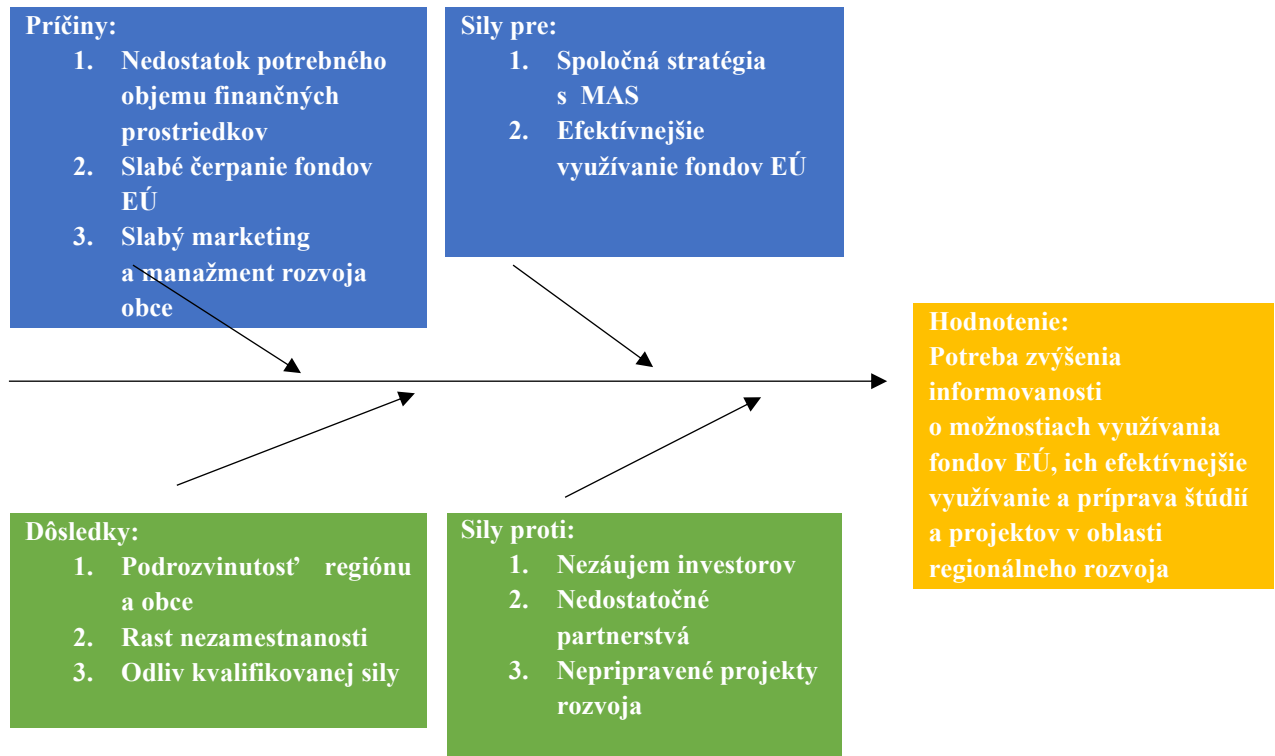 Príčiny:
1. Nedostatok potrebného
objemu finančných
prostriedkov
2. Slabé čerpanie fondov
EÚ
3. Slabý marketing
a manažment rozvoja
obce
Sily pre:
1. Spoločná stratégia
s MAS
2. Efektívnejšie
využívanie fondov EÚ
Dôsledky:
1. Podrozvinutosť regiónu
a obce
2. Rast nezamestnanosti
3. Odliv kvalifikovanej sily
Sily proti:
1. Nezáujem investorov
2. Nedostatočné
partnerstvá
3. Nepripravené projekty
rozvoja
Hodnotenie:
Potreba zvýšenia
informovanosti
o možnostiach využívania
fondov EÚ, ich efektívnejšie
využívanie a príprava štúdií
a projektov v oblasti
regionálneho rozvoja